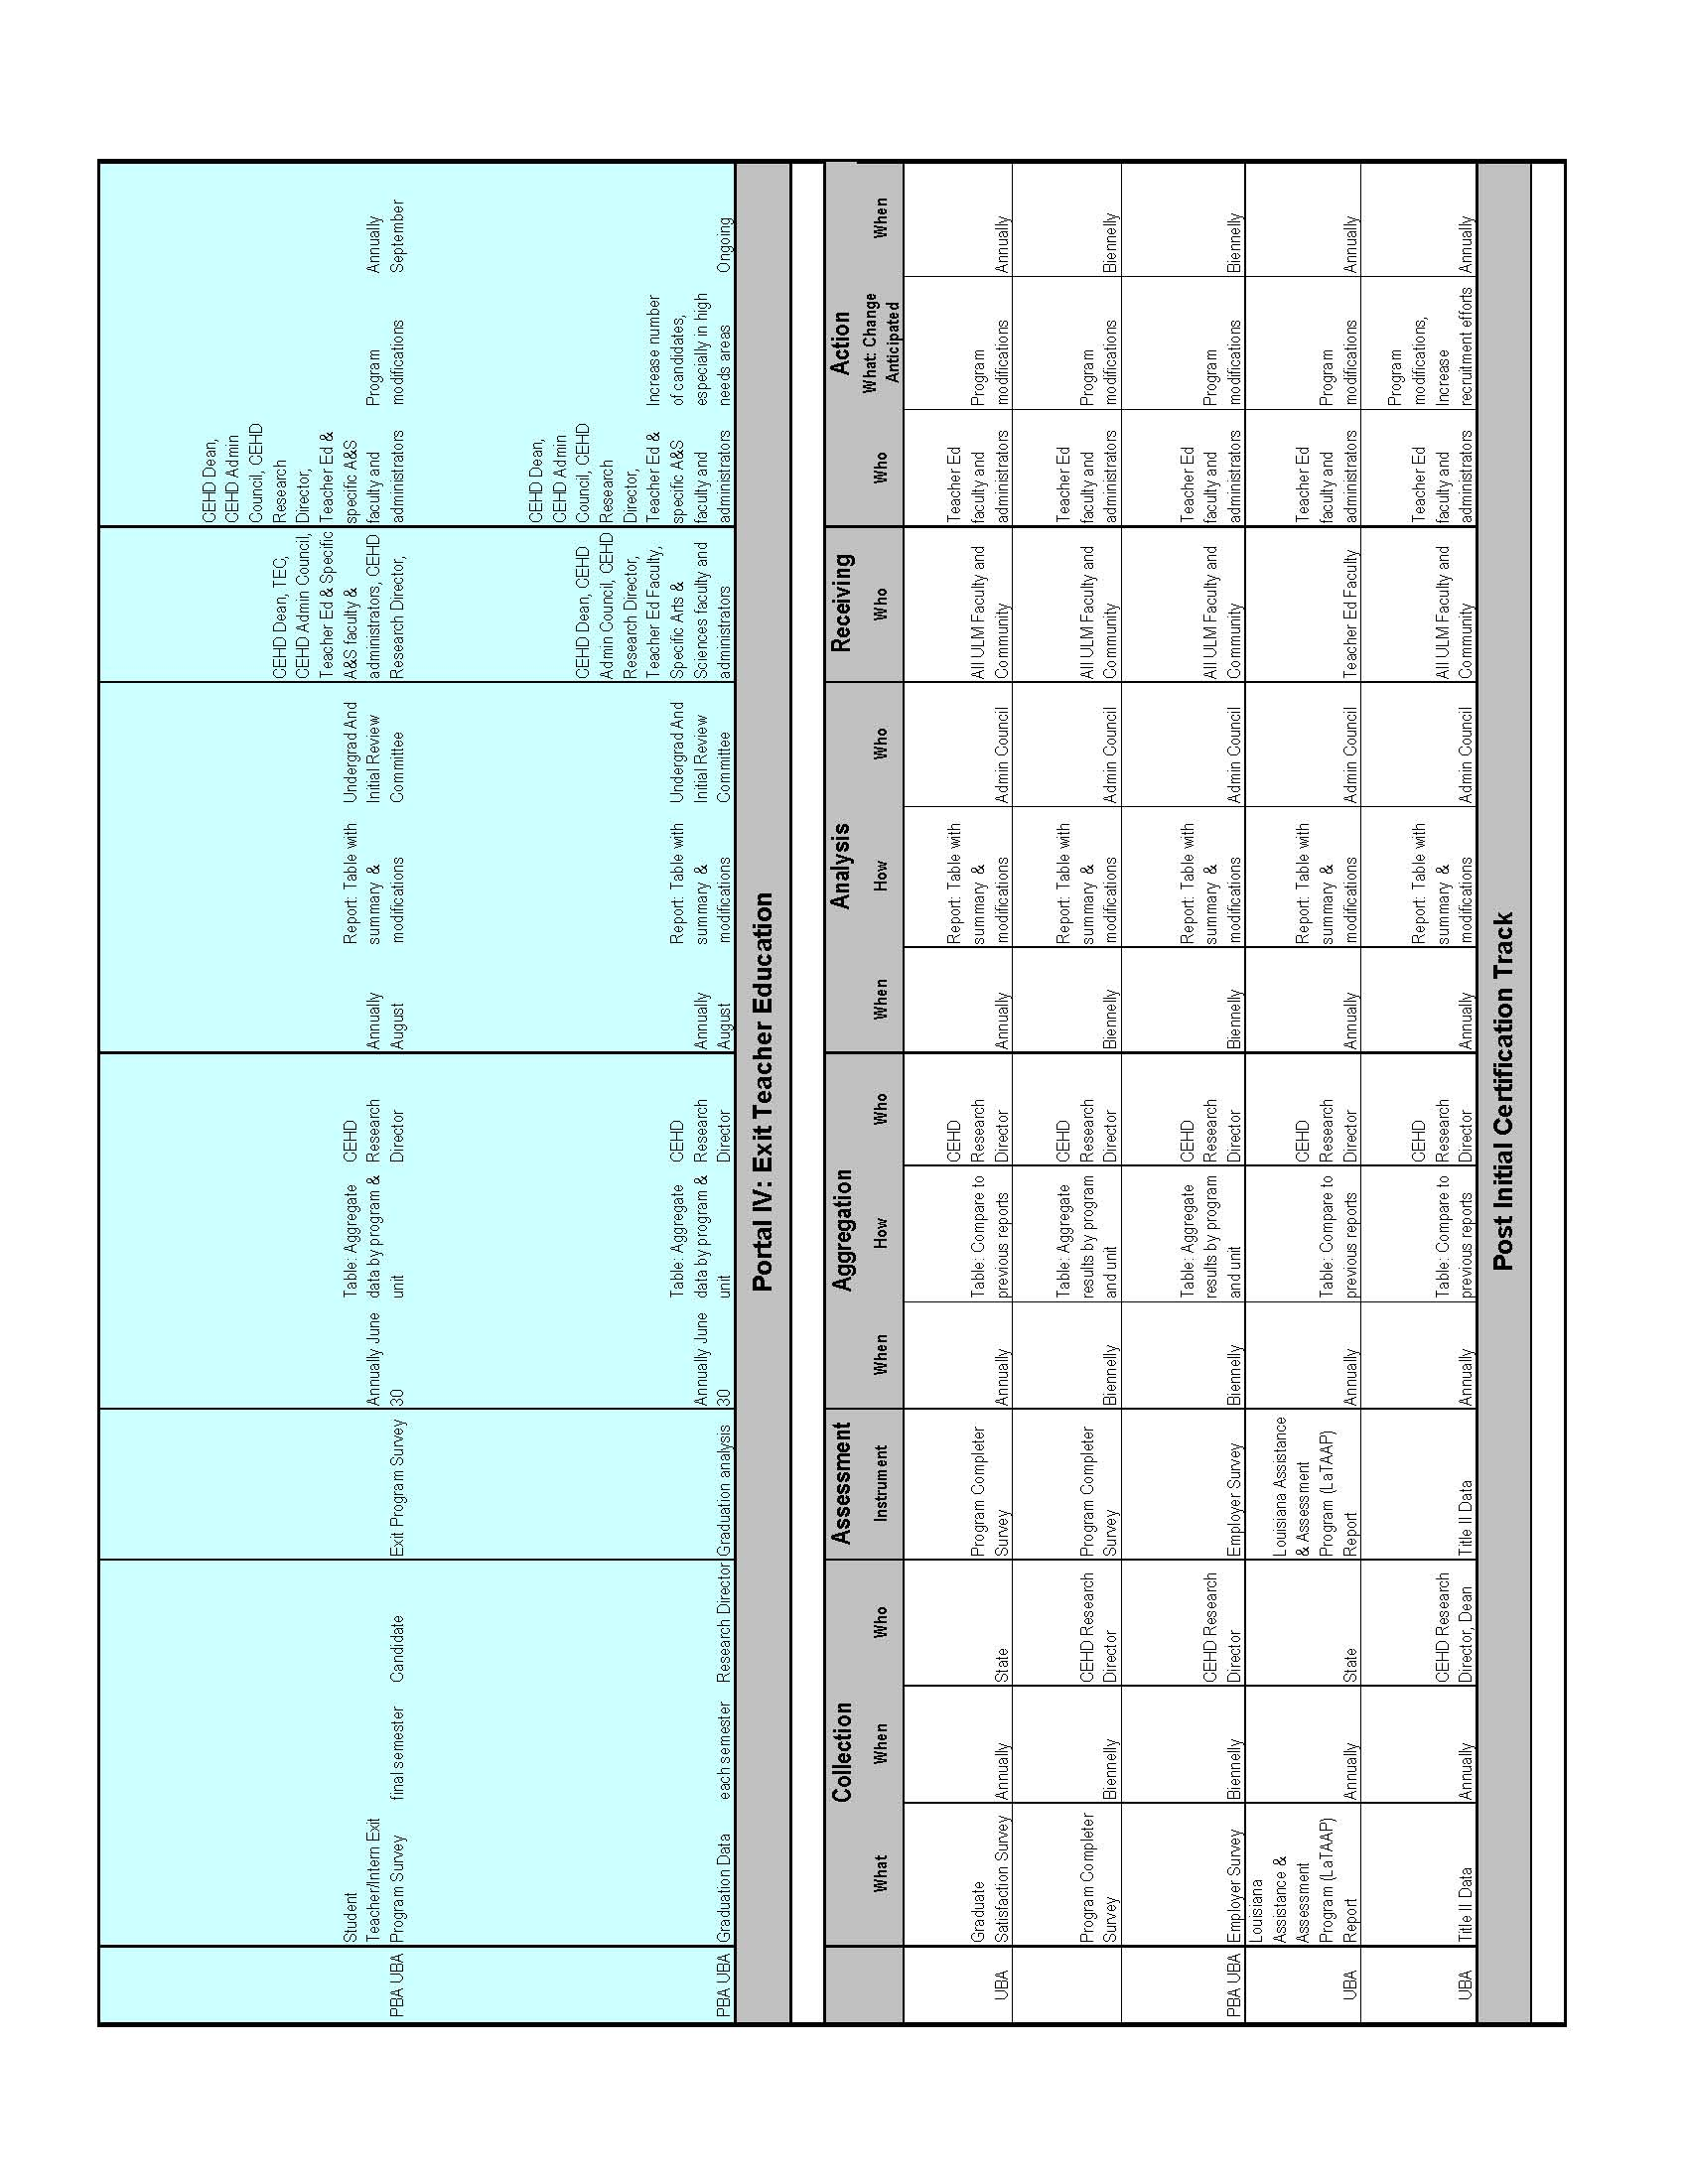 PBA UBA
Student
Teacher/Intern Exit
Program Survey
final semester
Candidate
Exit Program Survey
Annually June
30
Table: Aggregate
data by program &
unit
CEHD
Research
Director
Annually
August
Report: Table with
summary &
modifications
Undergrad And
Initial Review
Committee
CEHD Dean, TEC,
CEHD Admin Council,
Teacher Ed & Specific
A&S faculty &
administrators, CEHD
Research Director,
CEHD Dean,
CEHD Admin
Council, CEHD
Research
Director,
Teacher Ed &
specific A&S
faculty and
administrators
Program
modifications
Annually
September
PBA UBA
Graduation Data
each semester
Research Director
Graduation analysis
Annually June
30
Table: Aggregate
data by program &
unit
CEHD
Research
Director
Annually
August
Report: Table with
summary &
modifications
Undergrad And
Initial Review
Committee
CEHD Dean, CEHD
Admin Council, CEHD
Research Director,
Teacher Ed Faculty,
Specific Arts &
Sciences faculty and
administrators
CEHD Dean,
CEHD Admin
Council, CEHD
Research
Director,
Teacher Ed &
specific A&S
faculty and
administrators
Increase number
of candidates,
especially in high
needs areas
Ongoing
Portal IV: Exit Teacher Education
Collection
Assessment
Aggregation
Analysis
Receiving
Action
What
When
Who
Instrument
When
How
Who
When
How
Who
Who
Who
What: Change
Anticipated
When
UBA
Graduate
Satisfaction Survey
Annually
State
Program Completer
Survey
Annually
Table: Compare to
previous reports
CEHD
Research
Director
Annually
Report: Table with
summary &
modifications
Admin Council
All ULM Faculty and
Community
Teacher Ed
faculty and
administrators
Program
modifications
Annually
Program Completer
Survey
Biennelly
CEHD Research
Director
Program Completer
Survey
Biennelly
Table: Aggregate
results by program
and unit
CEHD
Research
Director
Biennelly
Report: Table with
summary &
modifications
Admin Council
All ULM Faculty and
Community
Teacher Ed
faculty and
administrators
Program
modifications
Biennelly
PBA UBA
Employer Survey
Biennelly
CEHD Research
Director
Employer Survey
Biennelly
Table: Aggregate
results by program
and unit
CEHD
Research
Director
Biennelly
Report: Table with
summary &
modifications
Admin Council
All ULM Faculty and
Community
Teacher Ed
faculty and
administrators
Program
modifications
Biennelly
UBA
Louisiana
Assistance &
Assessment
Program (LaTAAP)
Report
Annually
State
Louisiana Assistance
& Assessment
Program (LaTAAP)
Report
Annually
Table: Compare to
previous reports
CEHD
Research
Director
Annually
Report: Table with
summary &
modifications
Admin Council
Teacher Ed Faculty
Teacher Ed
faculty and
administrators
Program
modifications
Annually
UBA
Title II Data
Annually
CEHD Research
Director, Dean
Title II Data
Annually
Table: Compare to
previous reports
CEHD
Research
Director
Annually
Report: Table with
summary &
modifications
Admin Council
All ULM Faculty and
Community
Teacher Ed
faculty and
administrators
Program
modifications,
Increase
recruitment efforts
Annually
Post Initial Certification Track